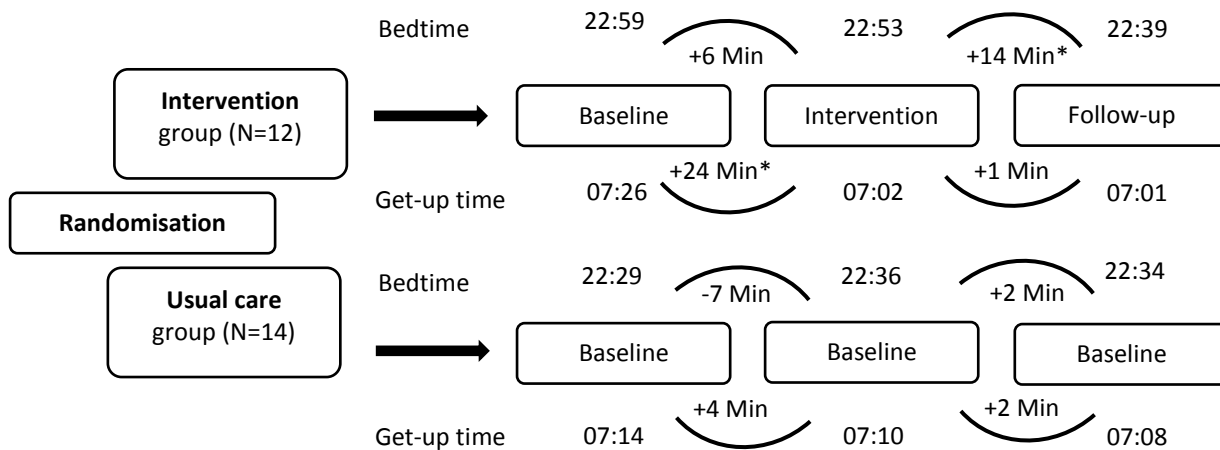 Bedtime 22:59 22:53 22:39
+6 Min +14 Min*
Intervention
group (N=12)
Baseline Intervention Follow-up
+24 Min* +1 Min
Get-up time 07:26 07:02 07:01
Randomisation
Bedtime 22:29 22:36 22:34
-7 Min +2 Min
Usual care
group (N=14)
Baseline Baseline Baseline
+4 Min +2 Min
Get-up time 07:14 07:10 07:08